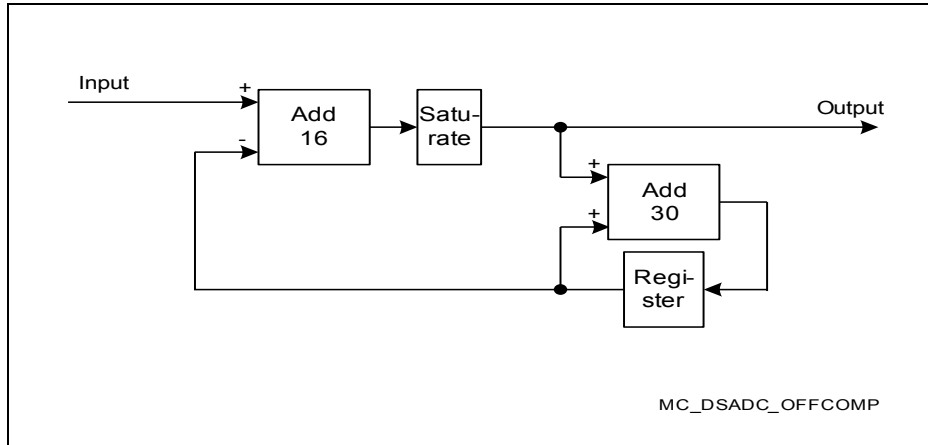 Input
+
-
Add
16
Satu-
rate
Output
+
+
Add
30
Regi-
ster
MC_DSADC_OFFCOMP